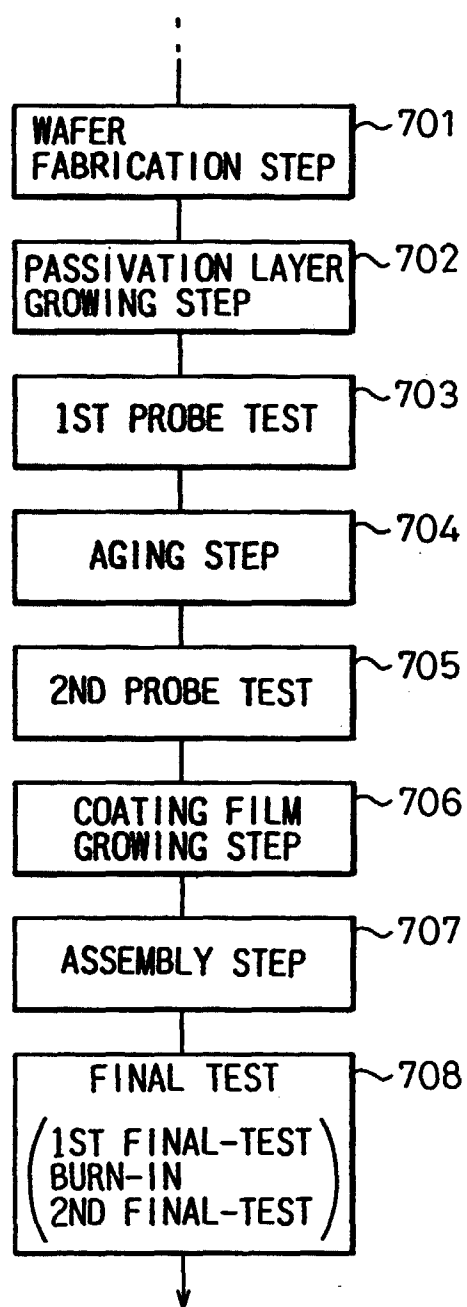 WAFER
FABRICATION STEP
701
PASSIVATION LAYER
GROWING STEP
702
1ST PROBE TEST
703
AGING STEP
704
2ND PROBE TEST
705
COATING FILM
GROWING STEP
706
ASSEMBLY STEP
707
FINAL TEST
708
(1ST FINAL-TEST
BURN-IN
2ND FINAL-TEST)